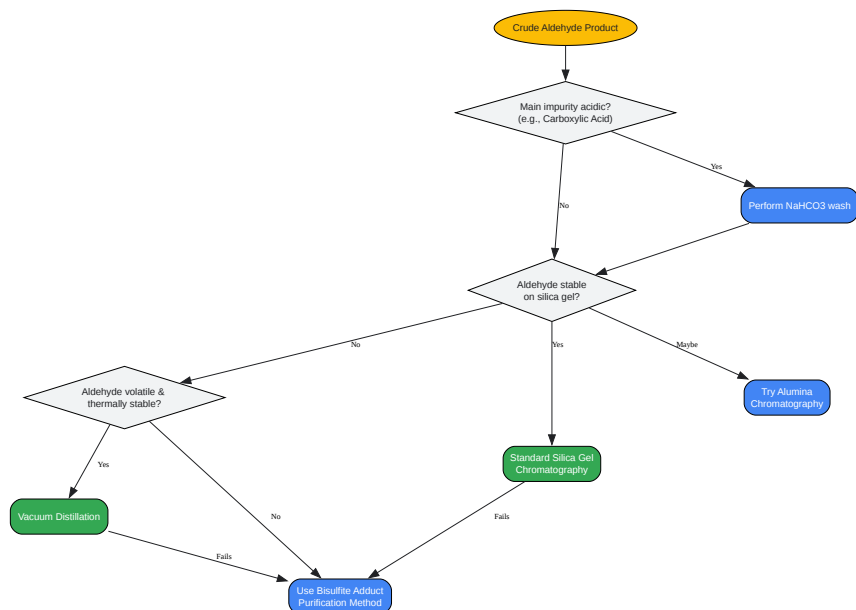 Crude Aldehyde Product
Main impurity acidic?
(e.g., Carboxylic Acid)
Yes
Perform NaHCO3 wash
No
Aldehyde stable
on silica gel?
No
Yes
Maybe
Aldehyde volatile &
thermally stable?
Try Alumina
Chromatography
Standard Silica Gel
Chromatography
Yes
Vacuum Distillation
No
Fails
Fails
Use Bisulfite Adduct
Purification Method